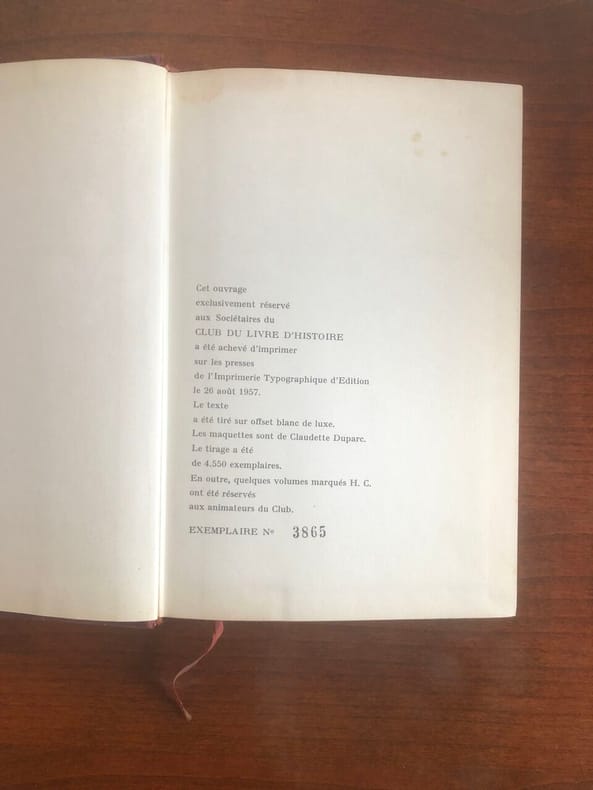 Cet ouvrage
exclusivement réservé
aux Sociétaires du
CLUB DU LIVRE D'HISTOIRE
a été achevé d'imprimer
sur les presses
de l'Imprimerie Typographique d'Edition
le 26 août 1957.
Le texte
a été tiré sur offset blanc de luxe.
Les maquettes sont de Claudette Duparc.
Le tirage a été
de 4.550 exemplaires.
En outre, quelques volumes marqués H. C.
ont été réservés
aux animateurs du Club.
EXEMPLAIRE Nº 3865